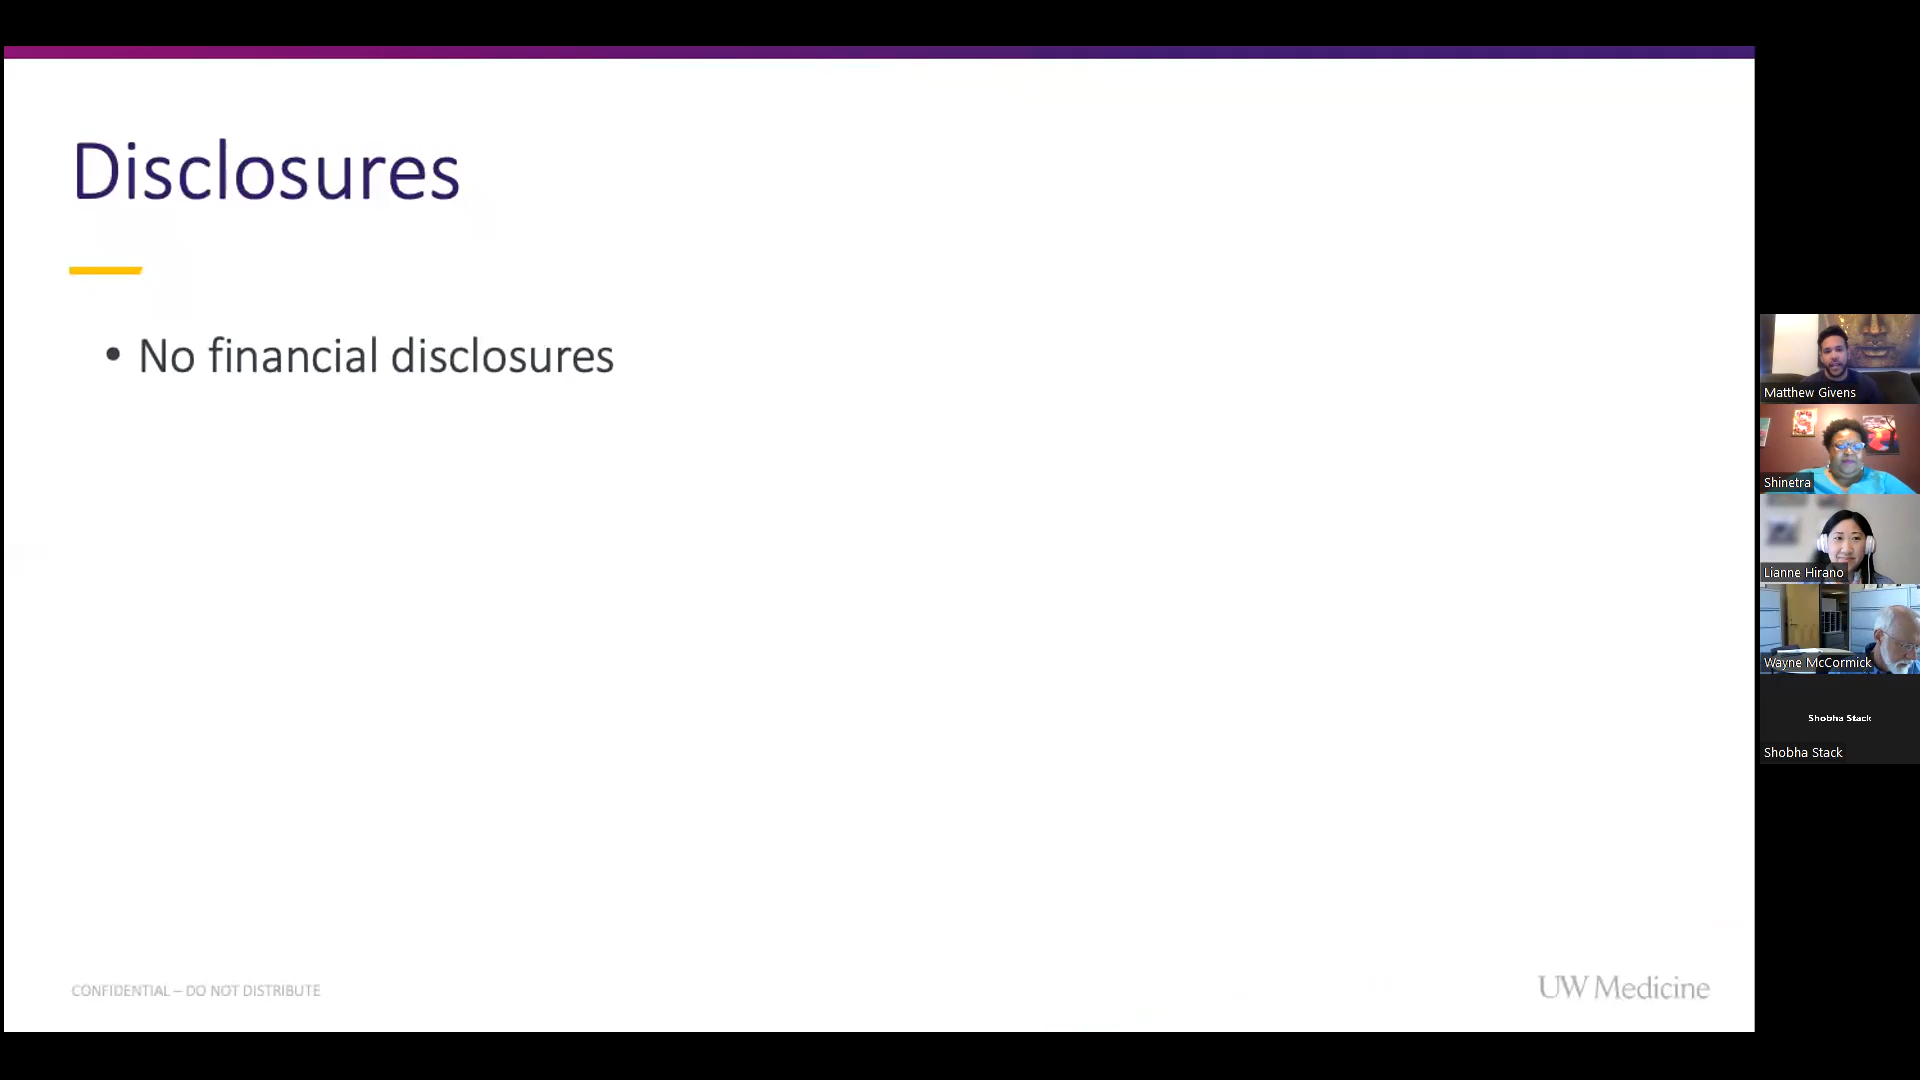 Disclosures
• No financial disclosures
CONFIDENTIAL – DO NOT DISTRIBUTE
UW Medicine
Matthew Givens
Shinetra
Lianne Hirano
Wayne McCormick
Shobha Stack
Shobha Stack